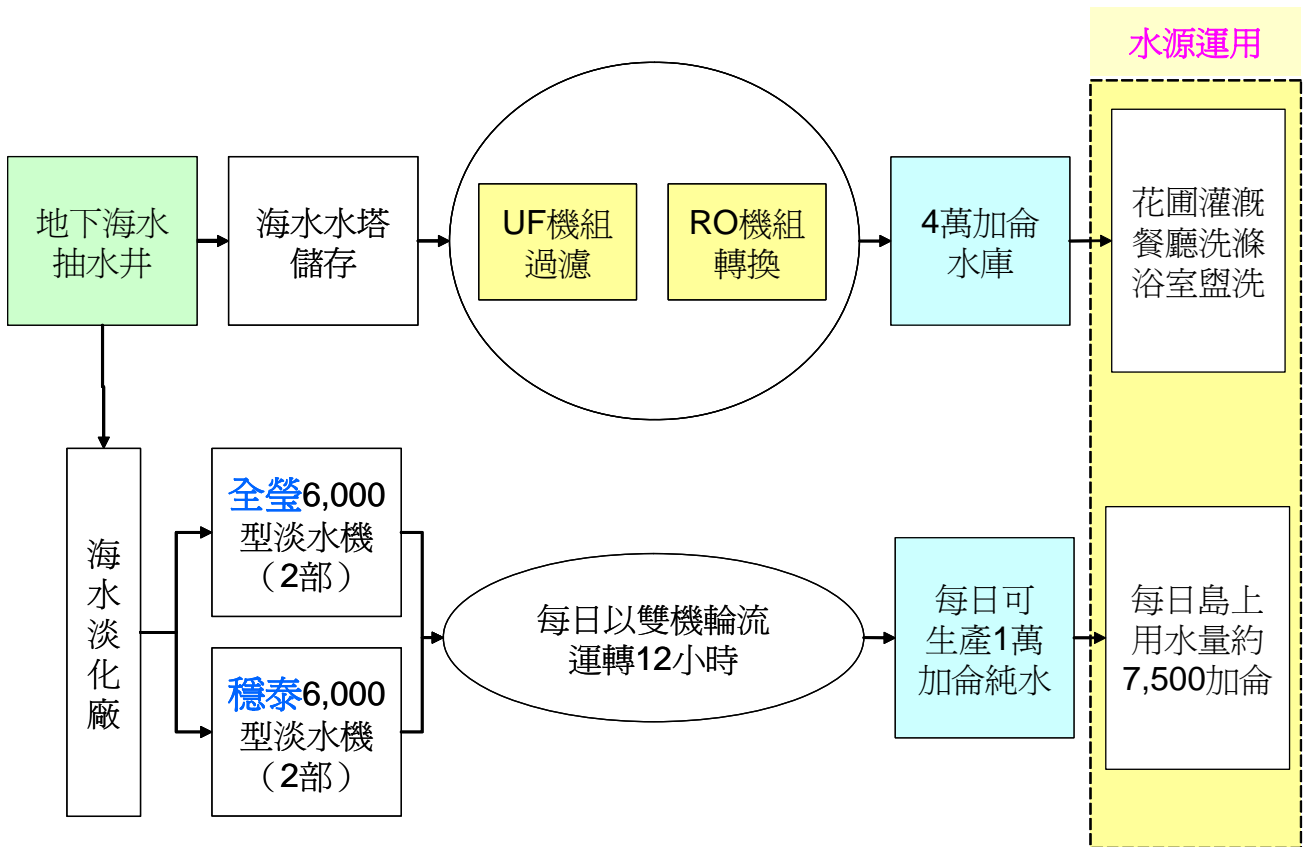 水源運用
地下海水
抽水井
海水水塔
儲存
UF機組
過濾
RO機組
轉換
4萬加侖
水庫
花圃灌溉
餐廳洗滌
浴室盥洗
海
水
淡
化
廠
全瑩6,000
型淡水機
（2部）
穩泰6,000
型淡水機
（2部）
每日以雙機輪流
運轉12小時
每日可
生產1萬
加侖純水
每日島上
用水量約
7,500加侖